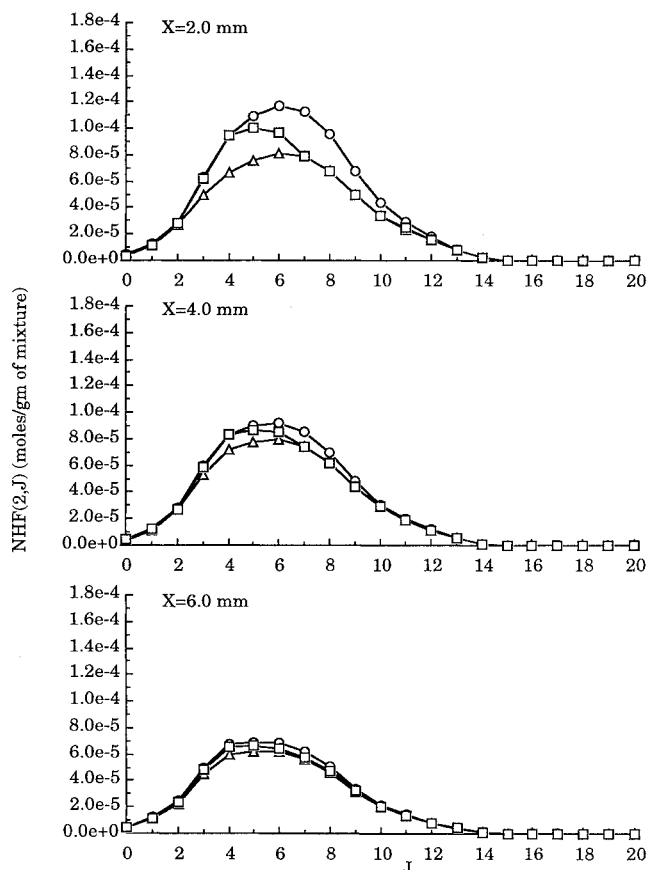 X=2.0 mm
1.8e-4
1.6e-4
1.4e-4
1.2e-4
1.0e-4
8.0e-5
6.0e-5
4.0e-5
2.0e-5
0.0e+0
0 2 4 6 8 10 12 14 16 18 20
NHF(2,J) (moles/gm of mixture)
X=4.0 mm
1.8e-4
1.6e-4
1.4e-4
1.2e-4
1.0e-4
8.0e-5
6.0e-5
4.0e-5
2.0e-5
0.0e+0
0 2 4 6 8 10 12 14 16 18 20
X=6.0 mm
1.8e-4
1.6e-4
1.4e-4
1.2e-4
1.0e-4
8.0e-5
6.0e-5
4.0e-5
2.0e-5
0.0e+0
0 2 4 6 8 10 12 14 16 18 20
J